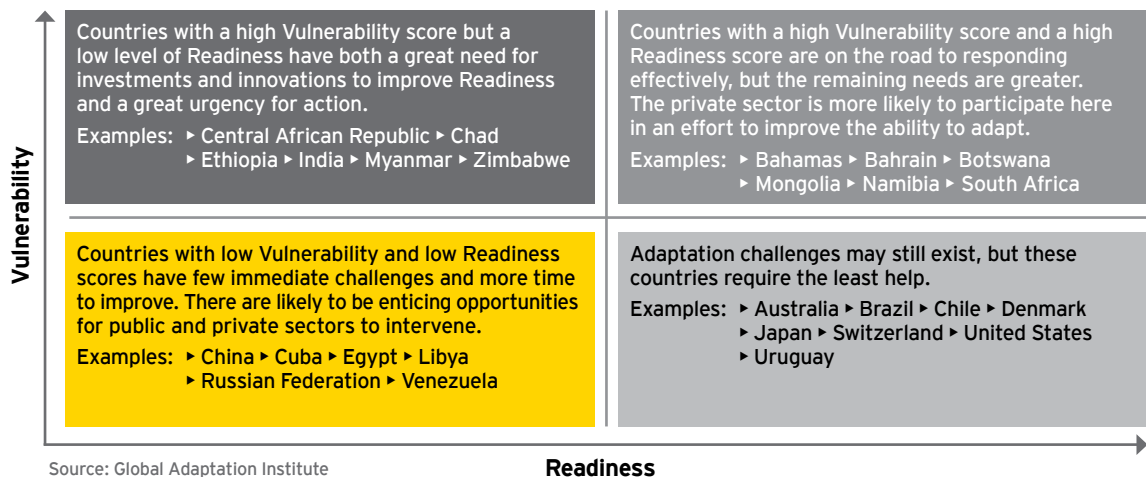 Countries with a high Vulnerability score but a
low level of Readiness have both a great need for
investments and innovations to improve Readiness
and a great urgency for action.
Examples: ‣ Central African Republic ‣ Chad
‣ Ethiopia ‣ India ‣ Myanmar ‣ Zimbabwe
Countries with a high Vulnerability score and a high
Readiness score are on the road to responding
effectively, but the remaining needs are greater.
The private sector is more likely to participate here
in an effort to improve the ability to adapt.
Examples: ‣ Bahamas ‣ Bahrain ‣ Botswana
‣ Mongolia ‣ Namibia ‣ South Africa
Vulnerability
Countries with low Vulnerability and low Readiness
scores have few immediate challenges and more time
to improve. There are likely to be enticing opportunities
for public and private sectors to intervene.
Examples: ‣ China ‣ Cuba ‣ Egypt ‣ Libya
‣ Russian Federation ‣ Venezuela
Adaptation challenges may still exist, but these
countries require the least help.
Examples: ‣ Australia ‣ Brazil ‣ Chile ‣ Denmark
‣ Japan ‣ Switzerland ‣ United States
‣ Uruguay
Source: Global Adaptation Institute
Readiness